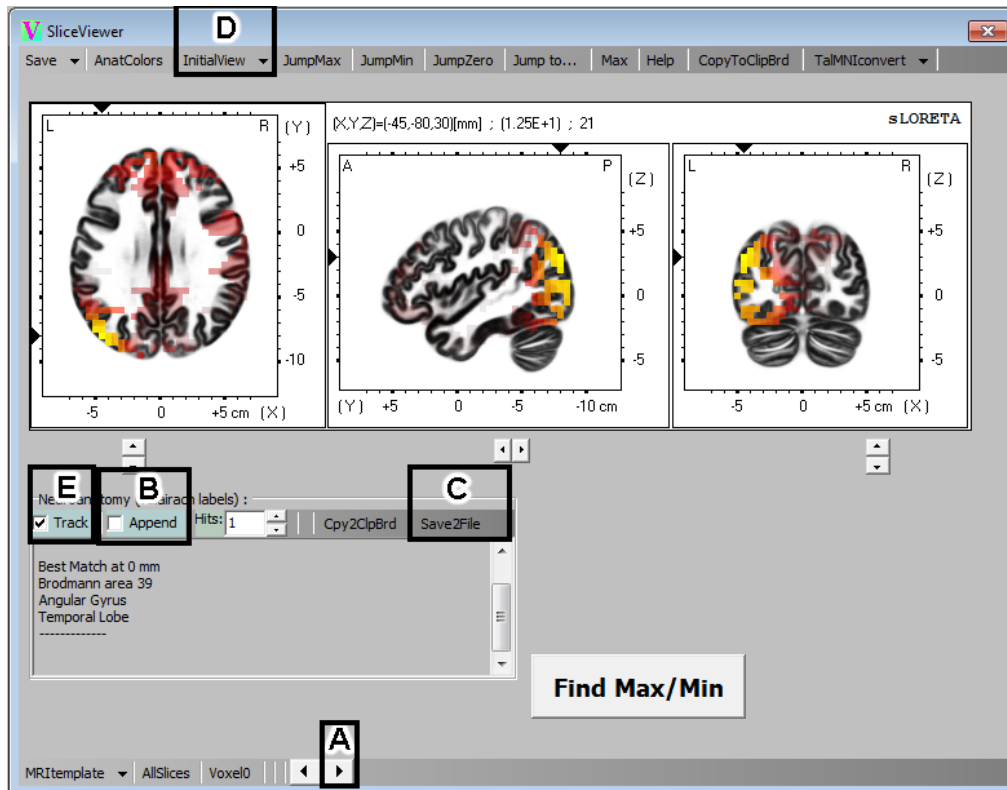 D
SliceViewer
Save AnatColors InitialView JumpMax JumpMin JumpZero Jump to... Max Help CopyToClipBrd TalMNIconvert
(X,Y,Z)=(-45,-80,30)[mm] ; (1.25E+1) ; 21 sLORETA
L R (Y)
+5
0
-5
-10
-5 0 +5 cm (X)
A P (Z)
+5
0
-5
(Y) +5 0 -5 -10 cm
L R (Z)
+5
0
-5
-5 0 +5 cm (X)
E B C
Track Append Hits: 1 Cpy2ClpBrd Save2File
Best Match at 0 mm
Brodmann area 39
Angular Gyrus
Temporal Lobe
-------------
Find Max/Min
A
MRItemplate AllSlices Voxel0